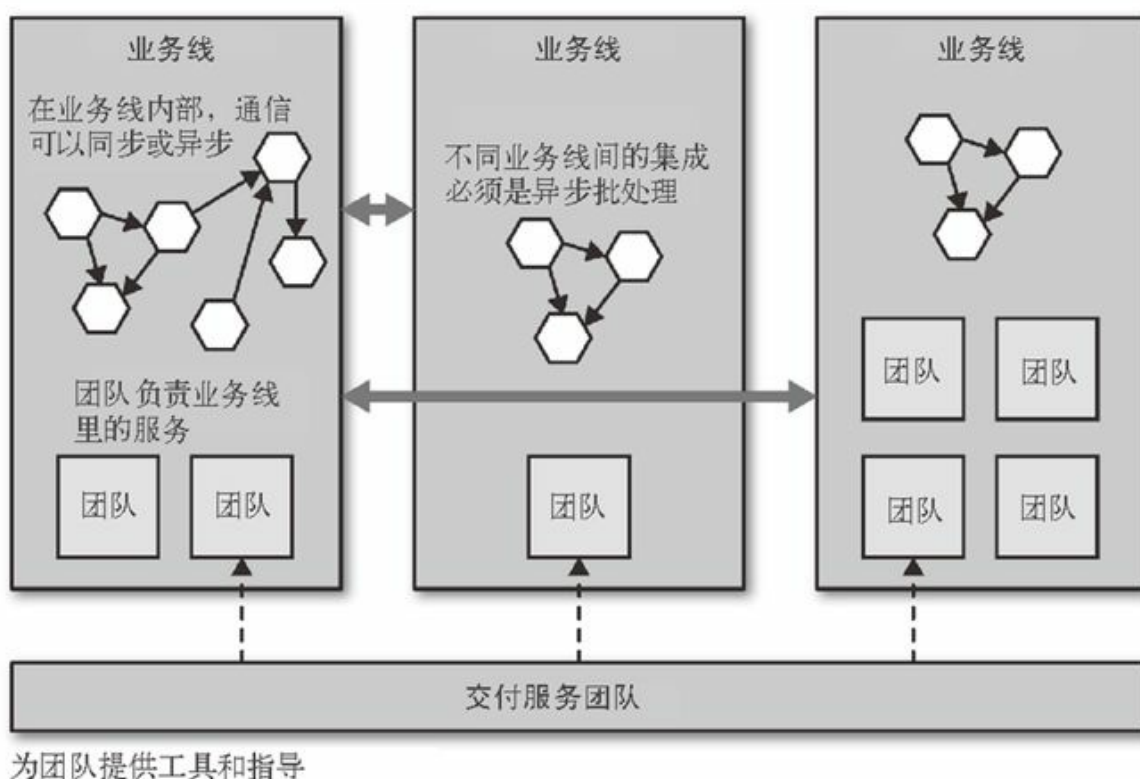 业务线
在业务线内部，通信
可以同步或异步
团队负责业务线
里的服务
团队
团队
业务线
不同业务线间的集成
必须是异步批处理
团队
业务线
团队
团队
团队
团队
交付服务团队
为团队提供工具和指导